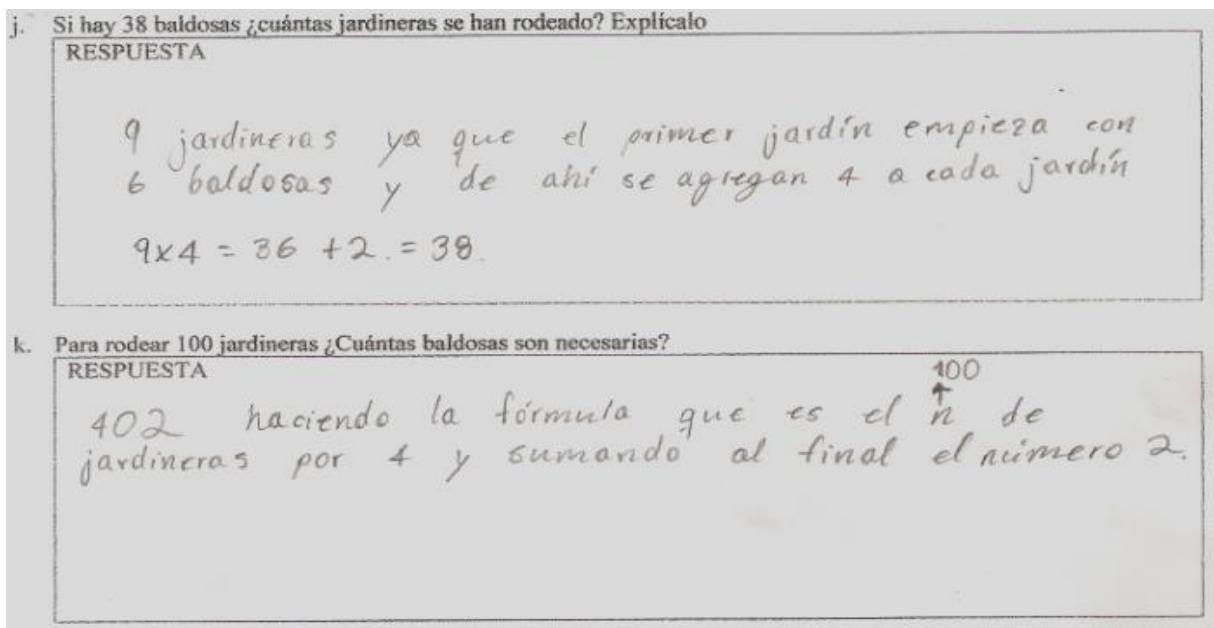 j. Si hay 38 baldosas ¿cuántas jardineras se han rodeado? Explícalo
RESPUESTA
9 jardineras ya que el primer jardín empieza con
6 baldosas y de ahí se agregan 4 a cada jardín
9x4 = 36 +2. = 38.
k. Para rodear 100 jardineras ¿Cuántas baldosas son necesarias?
RESPUESTA
100
↑
402 haciendo la fórmula que es el n de
jardineras por 4 y sumando al final el número 2.